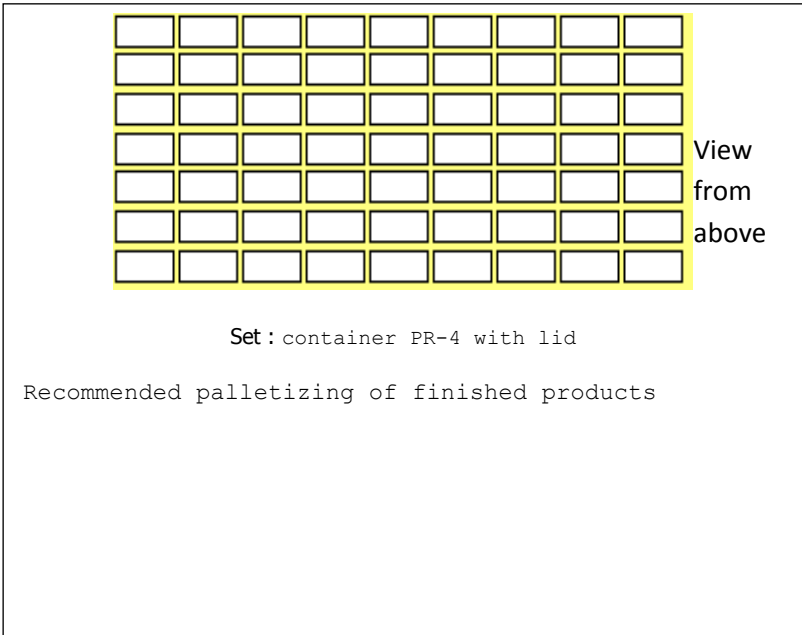 View
from
above
Set : container PR-4 with lid
Recommended palletizing of finished products